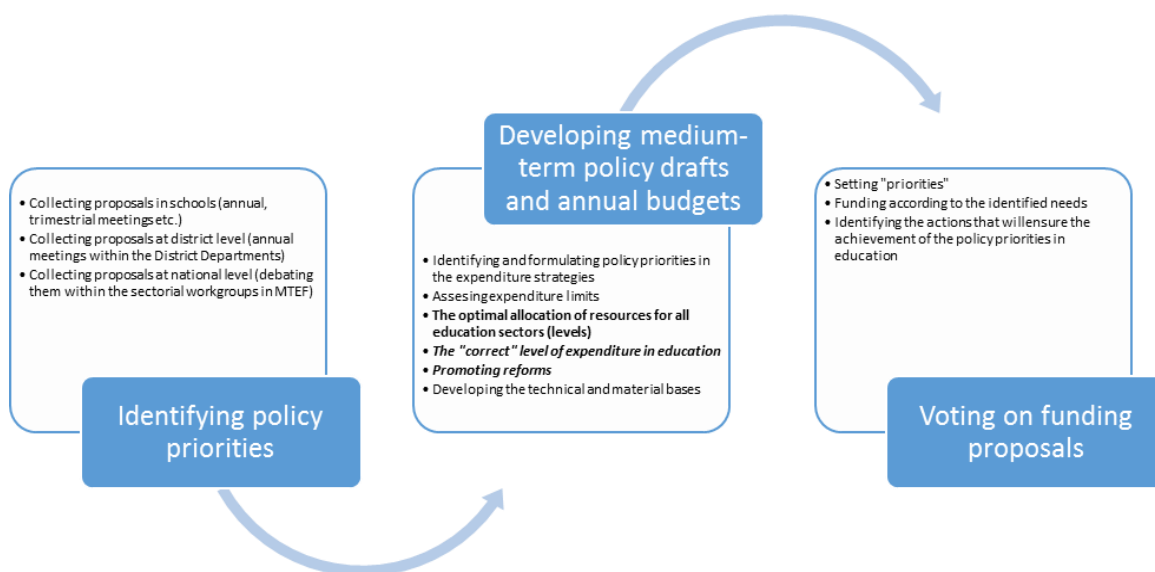 • Collecting proposals in schools (annual,
trimestrial meetings etc.)
• Collecting proposals at district level (annual
meetings within the District Departments)
• Collecting proposals at national level (debating
them within the sectorial workgroups in MTEF)
Identifying policy
priorities
Developing medium-
term policy drafts
and annual budgets
• Identifying and formulating policy priorities in
the expenditure strategies
• Assesing expenditure limits
• The optimal allocation of resources for all
education sectors (levels)
• The "correct" level of expenditure in education
• Promoting reforms
• Developing the technical and material bases
• Setting "priorities"
• Funding according to the identified needs
• Identifying the actions that will ensure the
achievement of the policy priorities in
education
Voting on funding
proposals